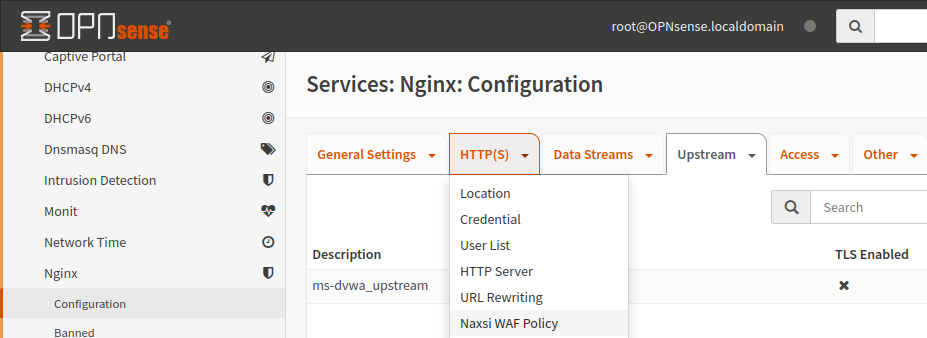 OPNsense
root@OPNsense.localdomain
Captive Portal
DHCPv4
DHCPv6
Dnsmasq DNS
Intrusion Detection
Monit
Network Time
Nginx
Configuration
Banned
Services: Nginx: Configuration
General Settings HTTP(S) Data Streams Upstream Access Other
Location
Credential
User List
HTTP Server
URL Rewriting
Naxsi WAF Policy
Search
Description TLS Enabled
ms-dvwa_upstream